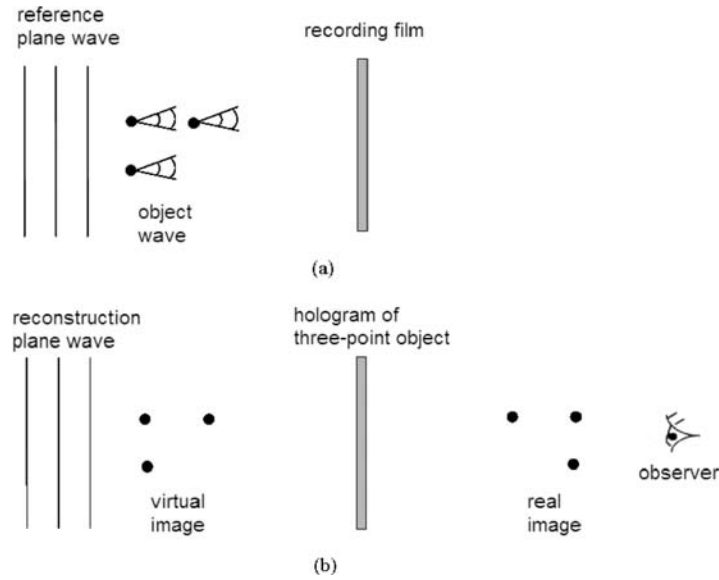 reference
plane wave
recording film
object
wave
(a)
reconstruction
plane wave
hologram of
three-point object
virtual
image
real
image
observer
(b)